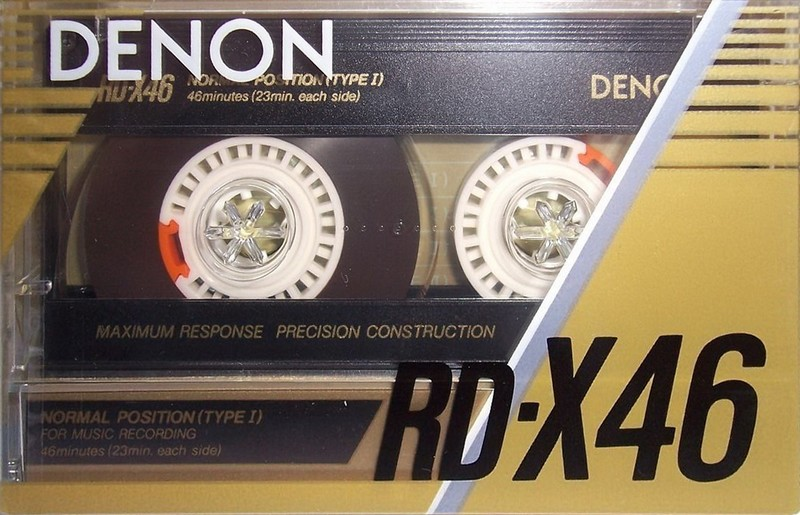 DENON
RD-X46 NORMAL POSITION (TYPE I)
46minutes (23min. each side)
DENO
MAXIMUM RESPONSE PRECISION CONSTRUCTION
NORMAL POSITION (TYPE I)
FOR MUSIC RECORDING
46minutes (23min. each side)
RD-X46